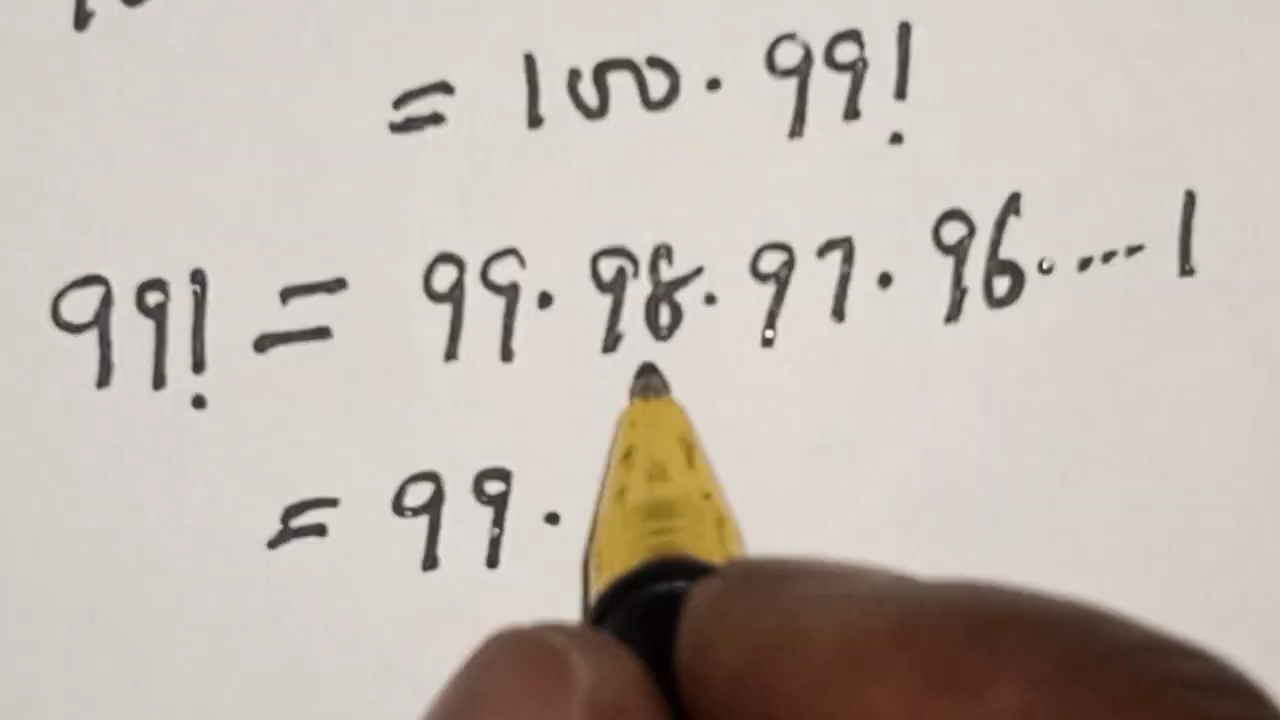 = 100 · 99!
99! = 99 · 98 · 97 · 96 · ... 1
= 99 ·